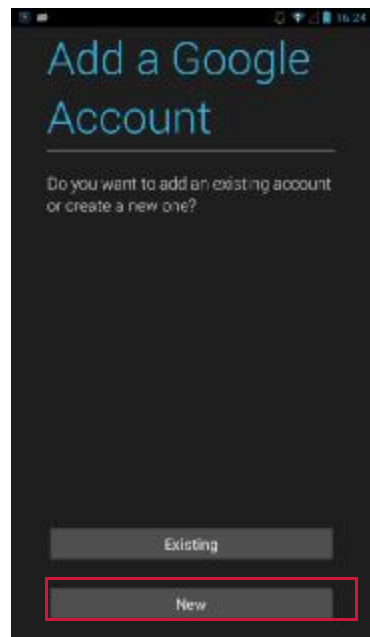 16:24
Add a Google
Account
Do you want to add an existing account
or create a new one?
Existing
New